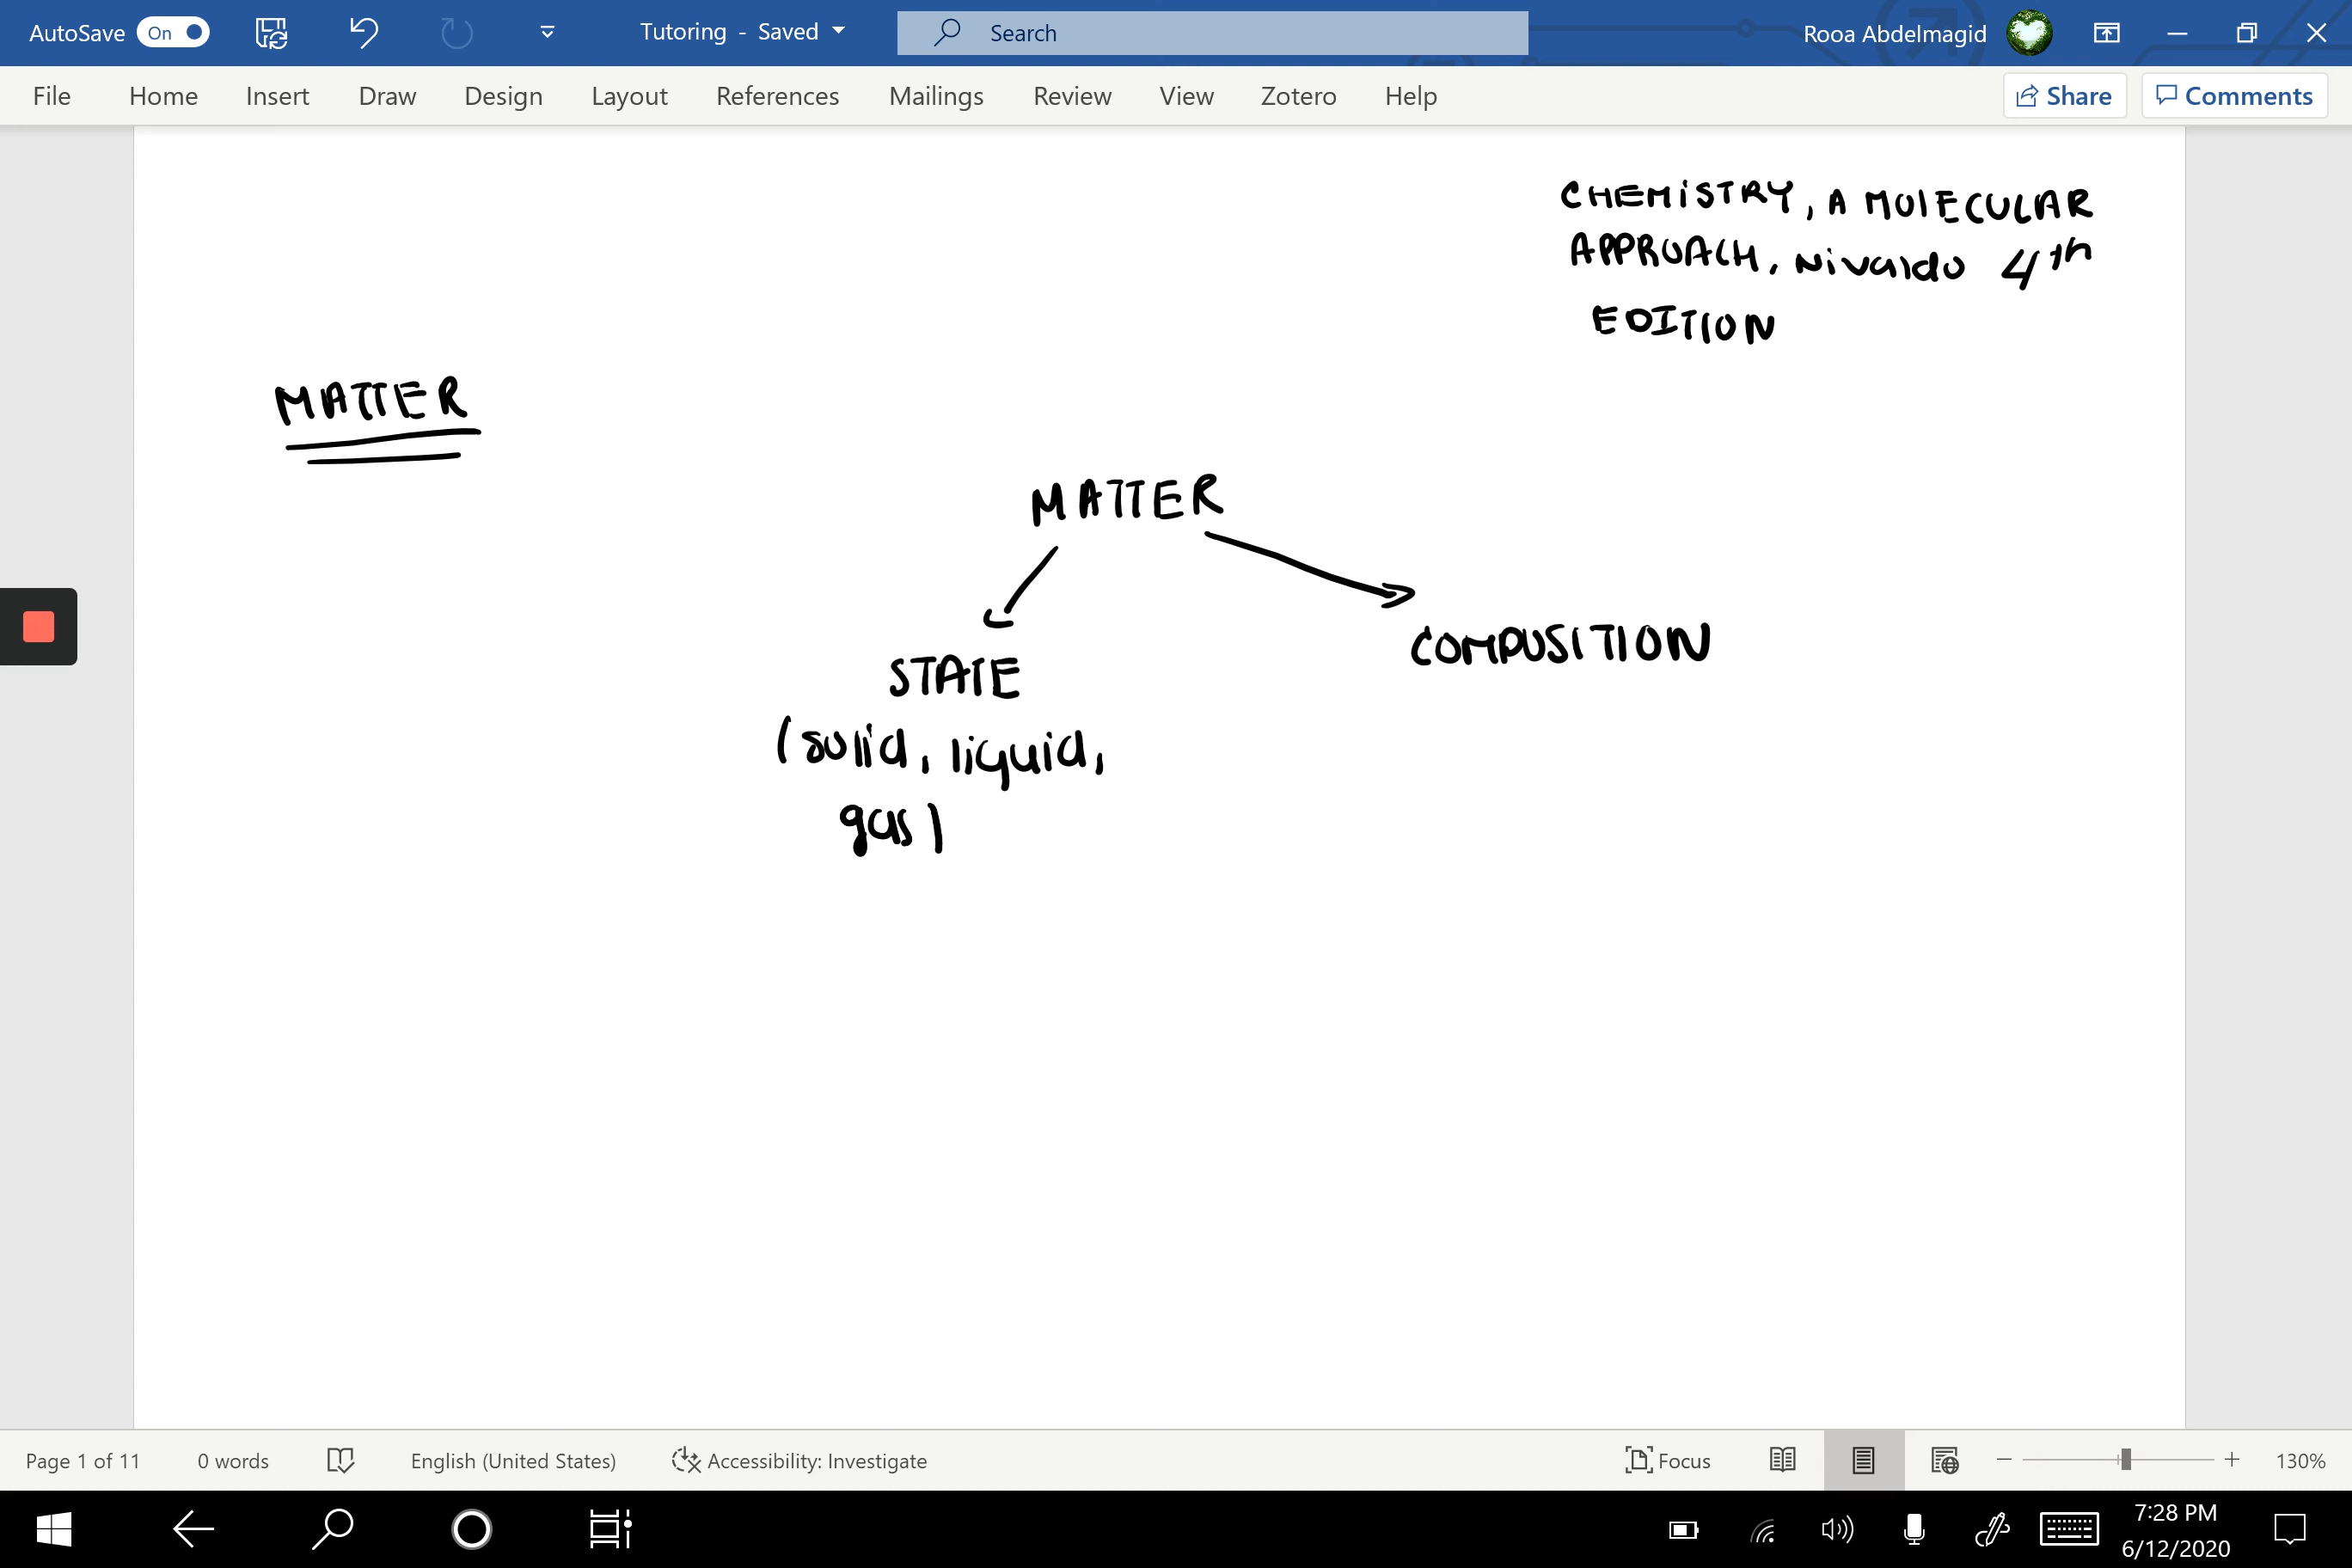 AutoSave On Tutoring - Saved Search Rooa Abdelmagid
File Home Insert Draw Design Layout References Mailings Review View Zotero Help Share Comments
CHEMISTRY, A MOLECULAR
APPROACH, Nivaldo 4th
EDITION
MATTER
MATTER
STATE
(solid, liquid,
gas)
COMPOSITION
Page 1 of 11 0 words English (United States) Accessibility: Investigate Focus 130%
7:28 PM
6/12/2020